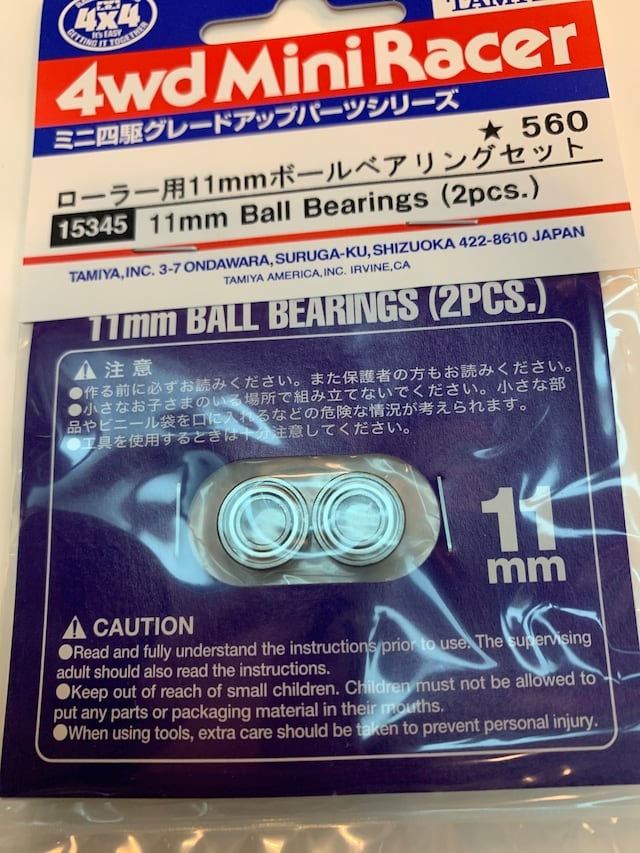 4x4
It's EASY
GETTING IT TOGETHER
4wd Mini Racer
ミニ四駆グレードアップパーツシリーズ
★ 560
ローラー用11mmボールベアリングセット
15345 11mm Ball Bearings (2pcs.)
TAMIYA, INC. 3-7 ONDAWARA, SURUGA-KU, SHIZUOKA 422-8610 JAPAN
TAMIYA AMERICA, INC. IRVINE, CA
11mm BALL BEARINGS (2PCS.)
注意
●作る前に必ずお読みください。また保護者の方もお読みください。
●小さなお子さまのいる場所で組み立てないでください。小さな部
品やビニール袋を口に入れるなどの危険な情況が考えられます。
●工具を使用するときは十分注意してください。
11
mm
CAUTION
●Read and fully understand the instructions prior to use. The supervising
adult should also read the instructions.
●Keep out of reach of small children. Children must not be allowed to
put any parts or packaging material in their mouths.
●When using tools, extra care should be taken to prevent personal injury.